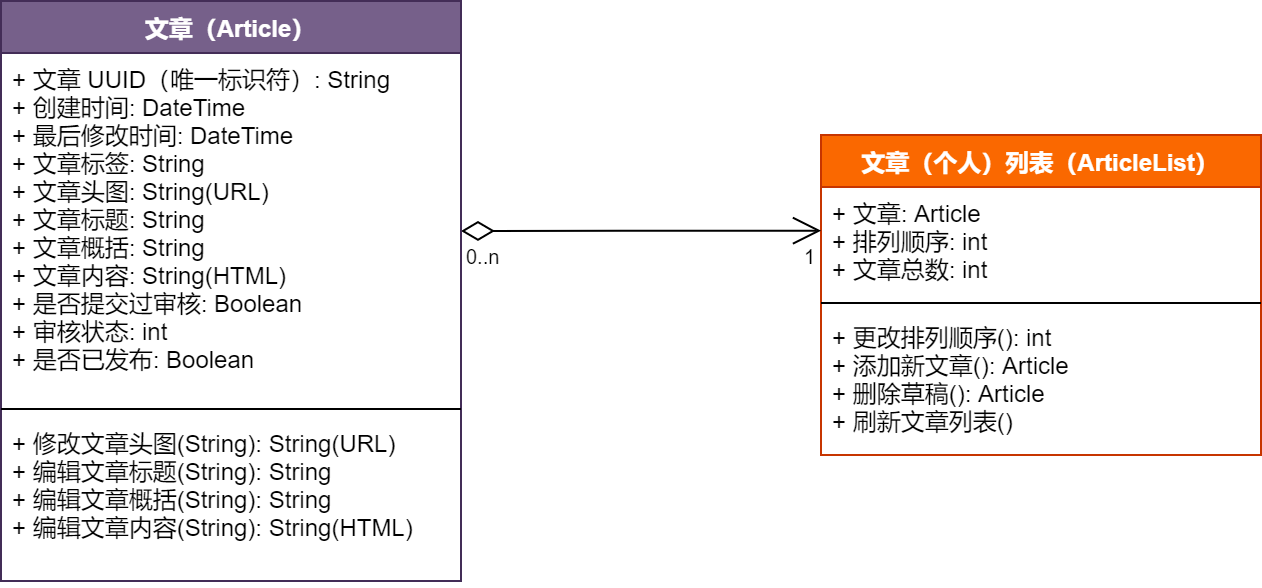 文章（Article）
+ 文章 UUID（唯一标识符）: String
+ 创建时间: DateTime
+ 最后修改时间: DateTime
+ 文章标签: String
+ 文章头图: String(URL)
+ 文章标题: String
+ 文章概括: String
+ 文章内容: String(HTML)
+ 是否提交过审核: Boolean
+ 审核状态: int
+ 是否已发布: Boolean
+ 修改文章头图(String): String(URL)
+ 编辑文章标题(String): String
+ 编辑文章概括(String): String
+ 编辑文章内容(String): String(HTML)
0..n
1
文章（个人）列表（ArticleList）
+ 文章: Article
+ 排列顺序: int
+ 文章总数: int
+ 更改排列顺序(): int
+ 添加新文章(): Article
+ 删除草稿(): Article
+ 刷新文章列表()